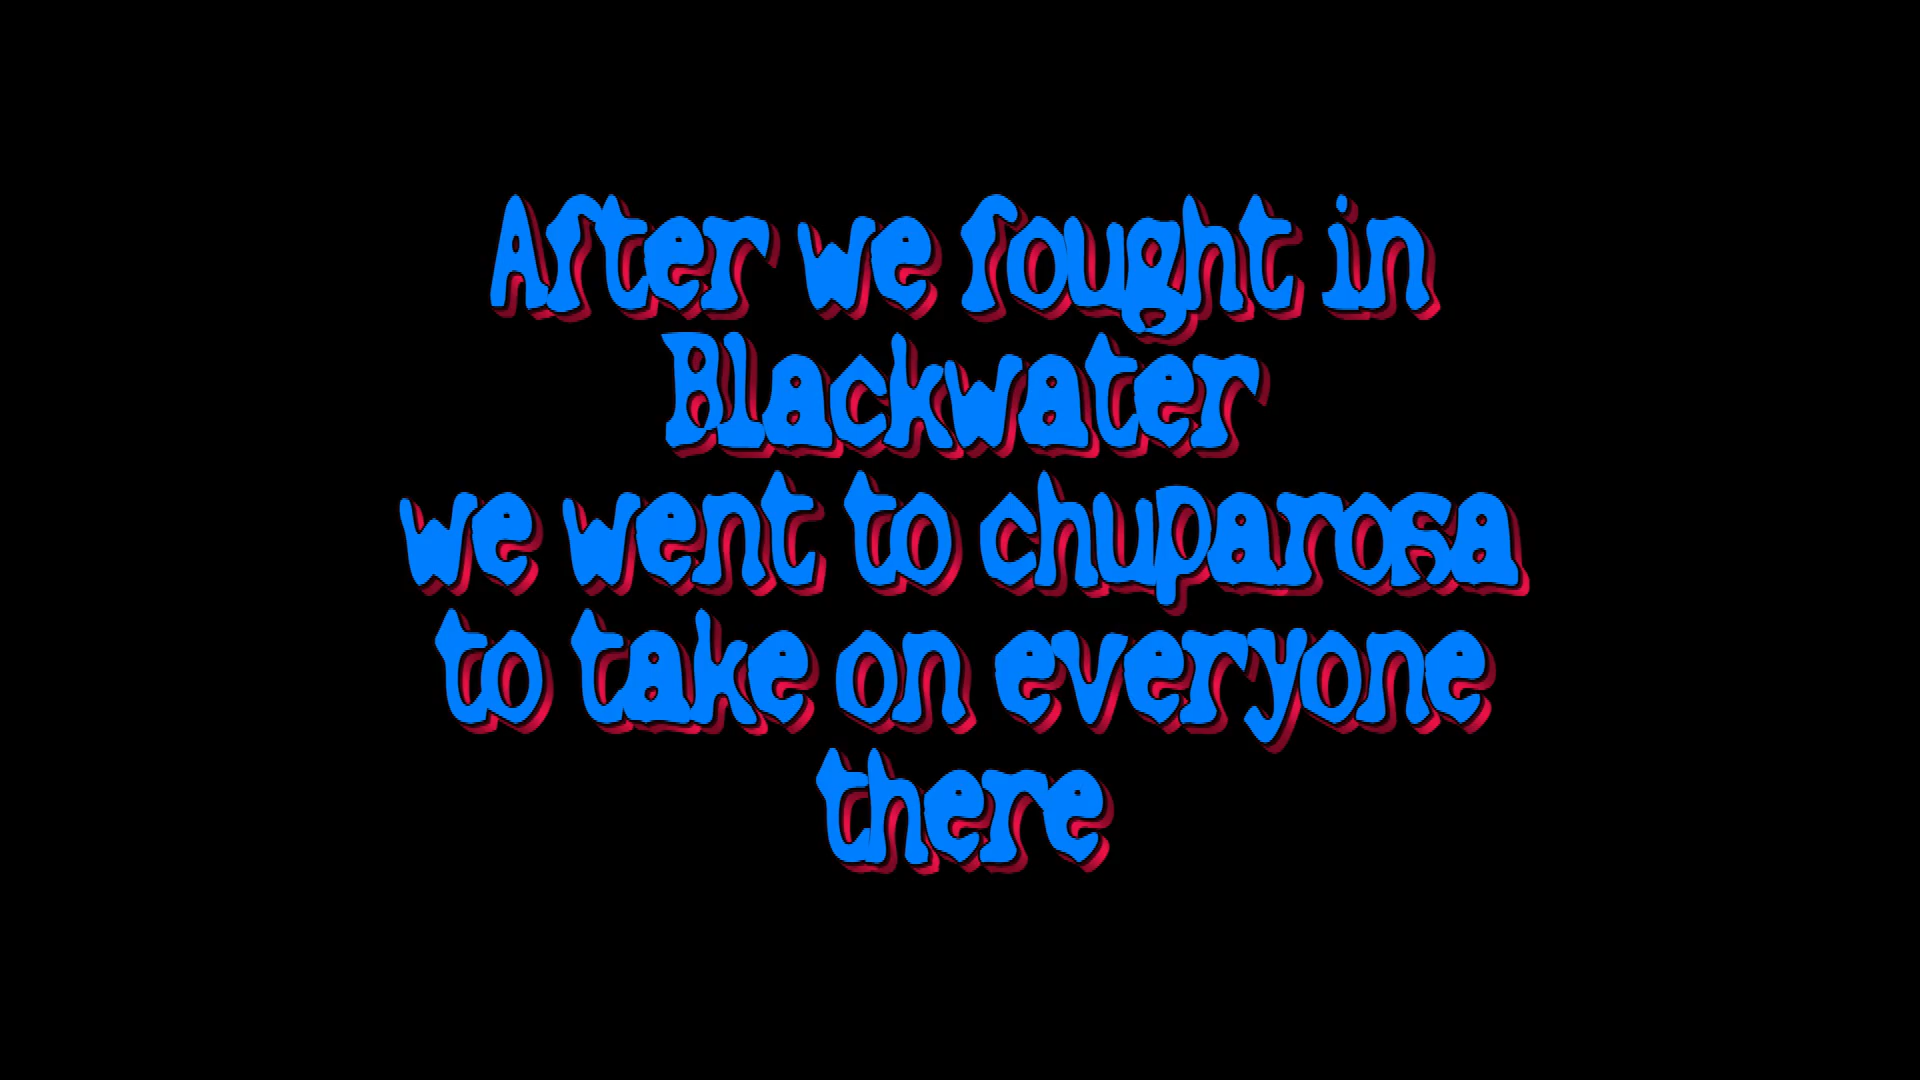 After we fought in
Blackwater
we went to chuparosa
to take on everyone
there